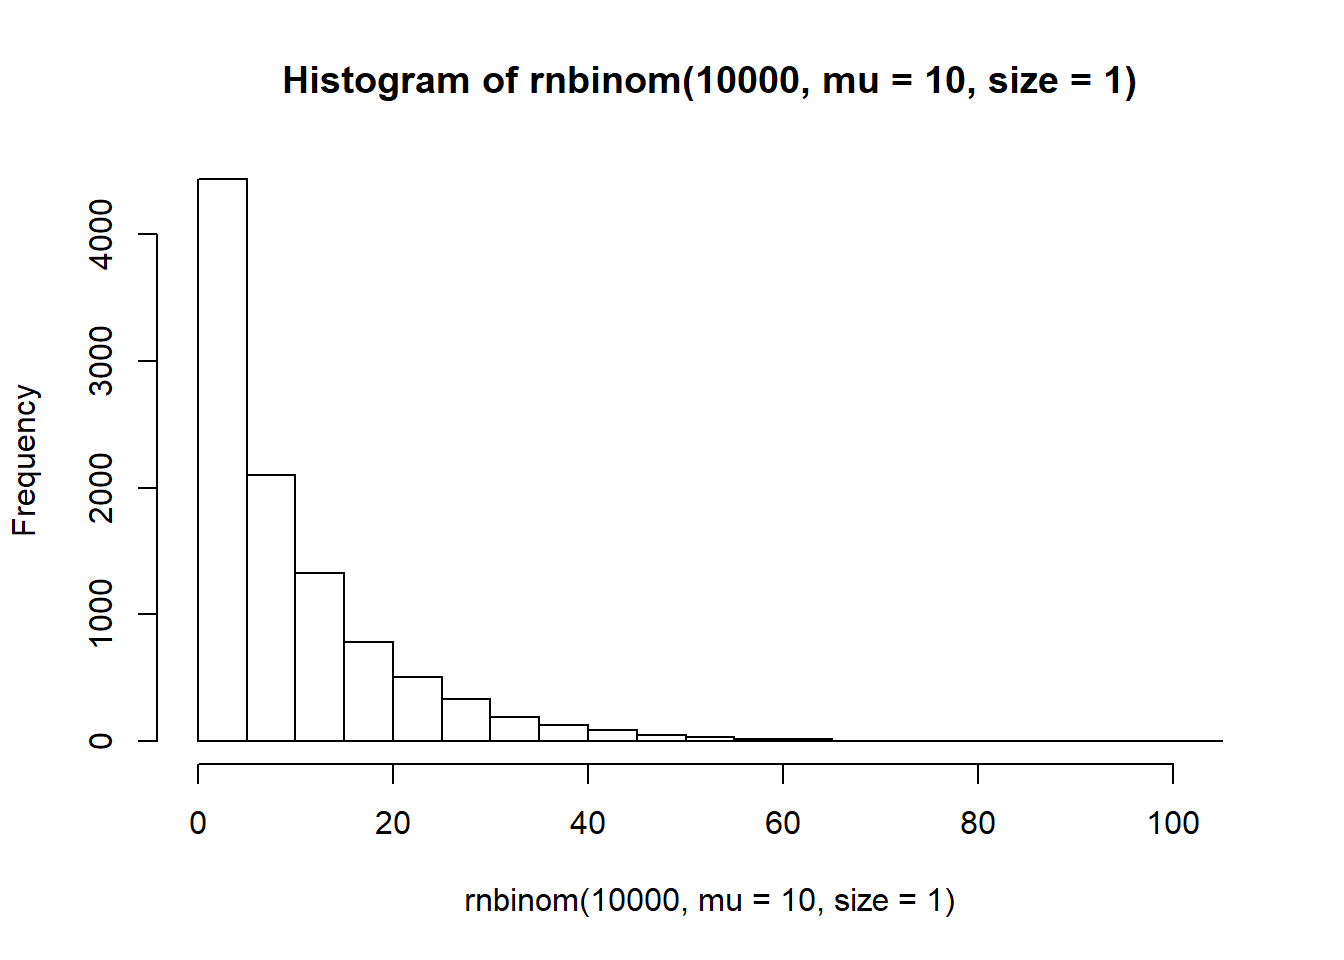 Histogram of rnbinom(10000, mu = 10, size = 1)
4000
3000
2000
1000
0
Frequency
0 20 40 60 80 100
rnbinom(10000, mu = 10, size = 1)